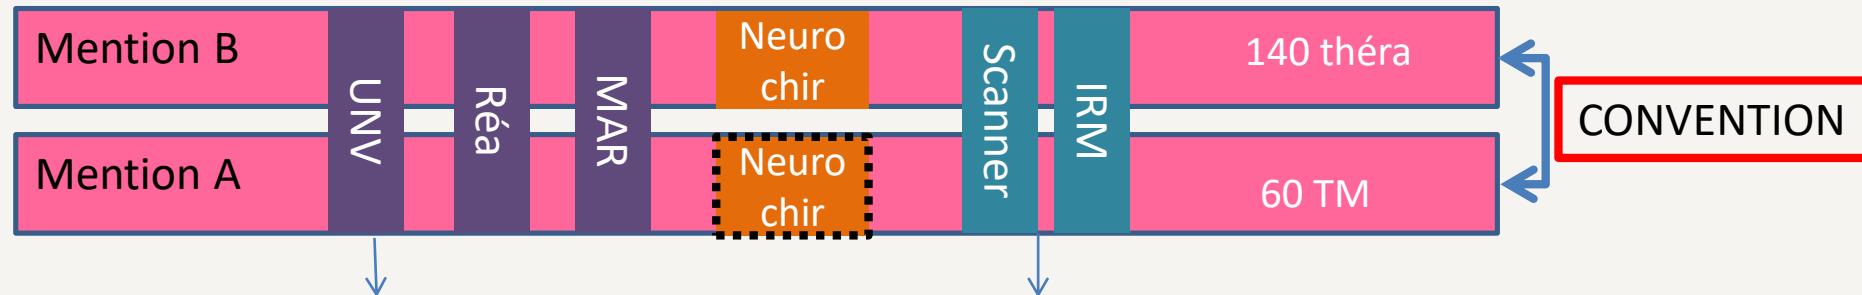 Mention B
UNV
Réa
MAR
Neuro
chir
Scanner
IRM
140 théra
CONVENTION
Mention A
Neuro
chir
60 TM